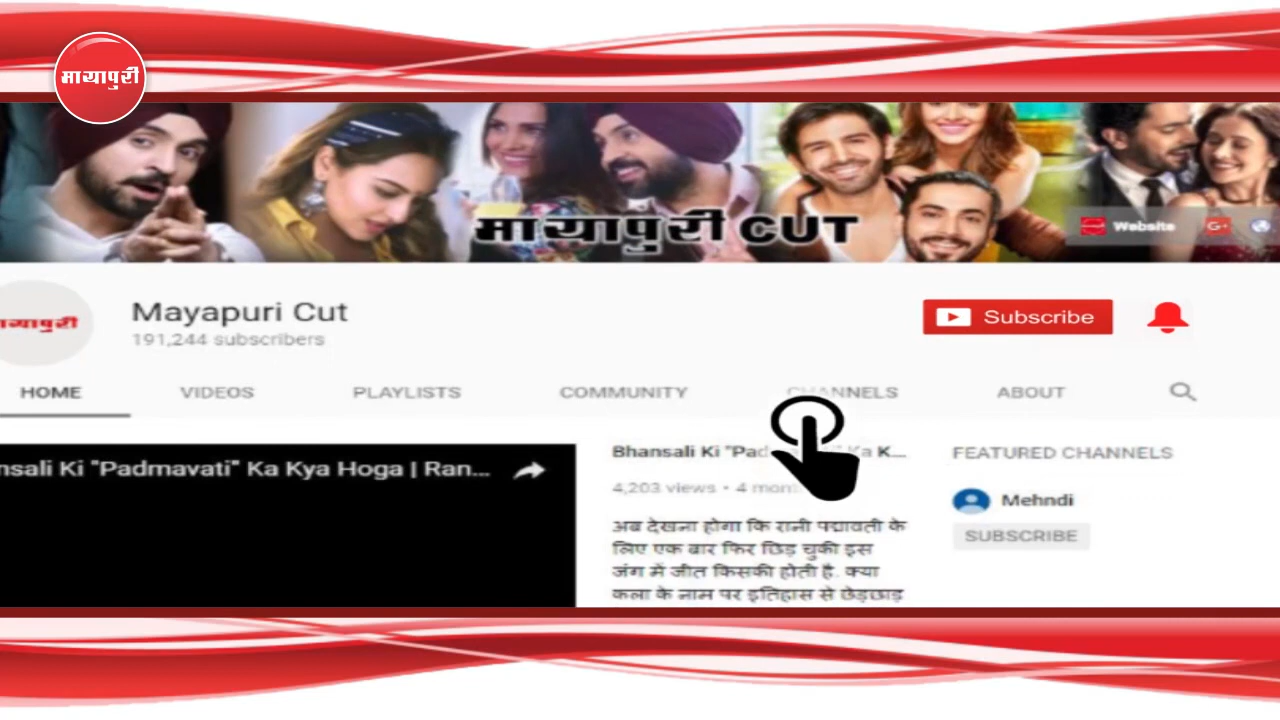 मायापुरी
मायापुरी CUT
Website
G+
मायापुरी
Mayapuri Cut
191,244 subscribers
Subscribe
HOME VIDEOS PLAYLISTS COMMUNITY CHANNELS ABOUT
nsali Ki "Padmavati" Ka Kya Hoga | Ran...
Bhansali Ki "Pad Ka K...
4,203 views • 4 mon
अब देखना होगा कि रानी पद्मावती के
लिए एक बार फिर छिड़ चुकी इस
जंग में जीत किसकी होती है. क्या
कला के नाम पर इतिहास से छेड़छाड़
FEATURED CHANNELS
Mehndi
SUBSCRIBE